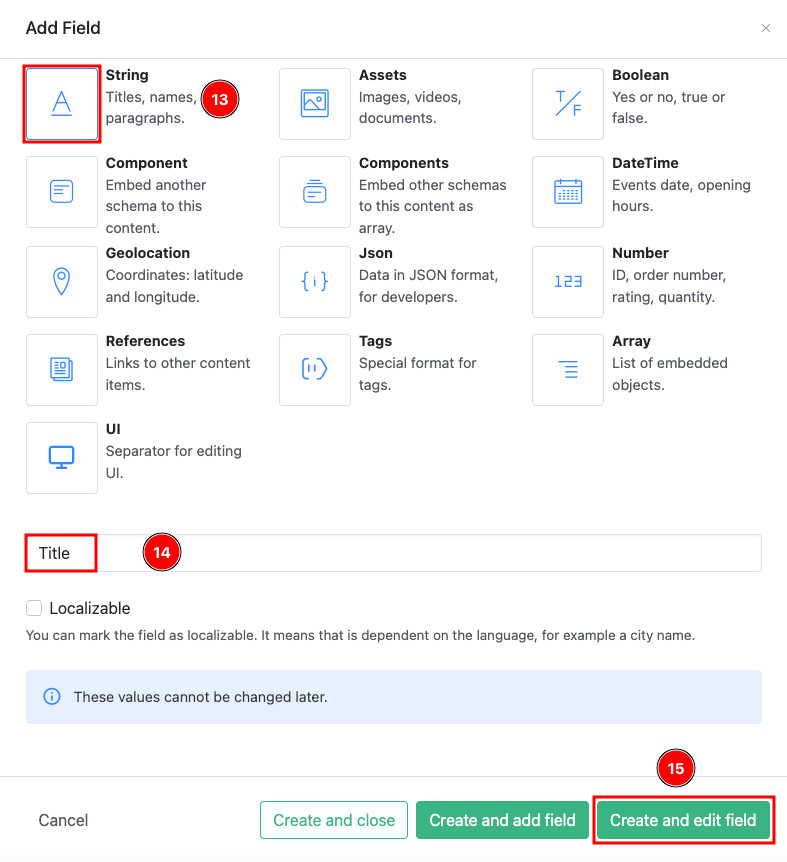 Add Field
String
Titles, names,
paragraphs.
13
Assets
Images, videos,
documents.
T/F
Boolean
Yes or no, true or
false.
Component
Embed another
schema to this
content.
Components
Embed other schemas
to this content as
array.
DateTime
Events date, opening
hours.
Geolocation
Coordinates: latitude
and longitude.
{i}
Json
Data in JSON format,
for developers.
123
Number
ID, order number,
rating, quantity.
References
Links to other content
items.
Tags
Special format for
tags.
Array
List of embedded
objects.
UI
Separator for editing
UI.
Title
14
Localizable
You can mark the field as localizable. It means that is dependent on the language, for example a city name.
These values cannot be changed later.
15
Cancel
Create and close
Create and add field
Create and edit field